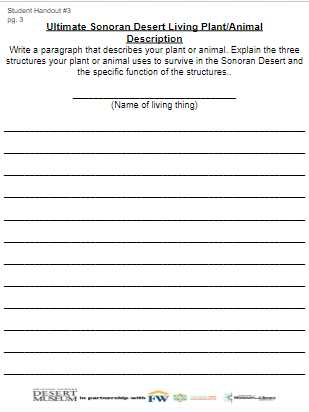 Student Handout #3
pg. 3
Ultimate Sonoran Desert Living Plant/Animal
Description
Write a paragraph that describes your plant or animal. Explain the three
structures your plant or animal uses to survive in the Sonoran Desert and
the specific function of the structures..
(Name of living thing)
DESERT
MUSEUM in partnership with FW